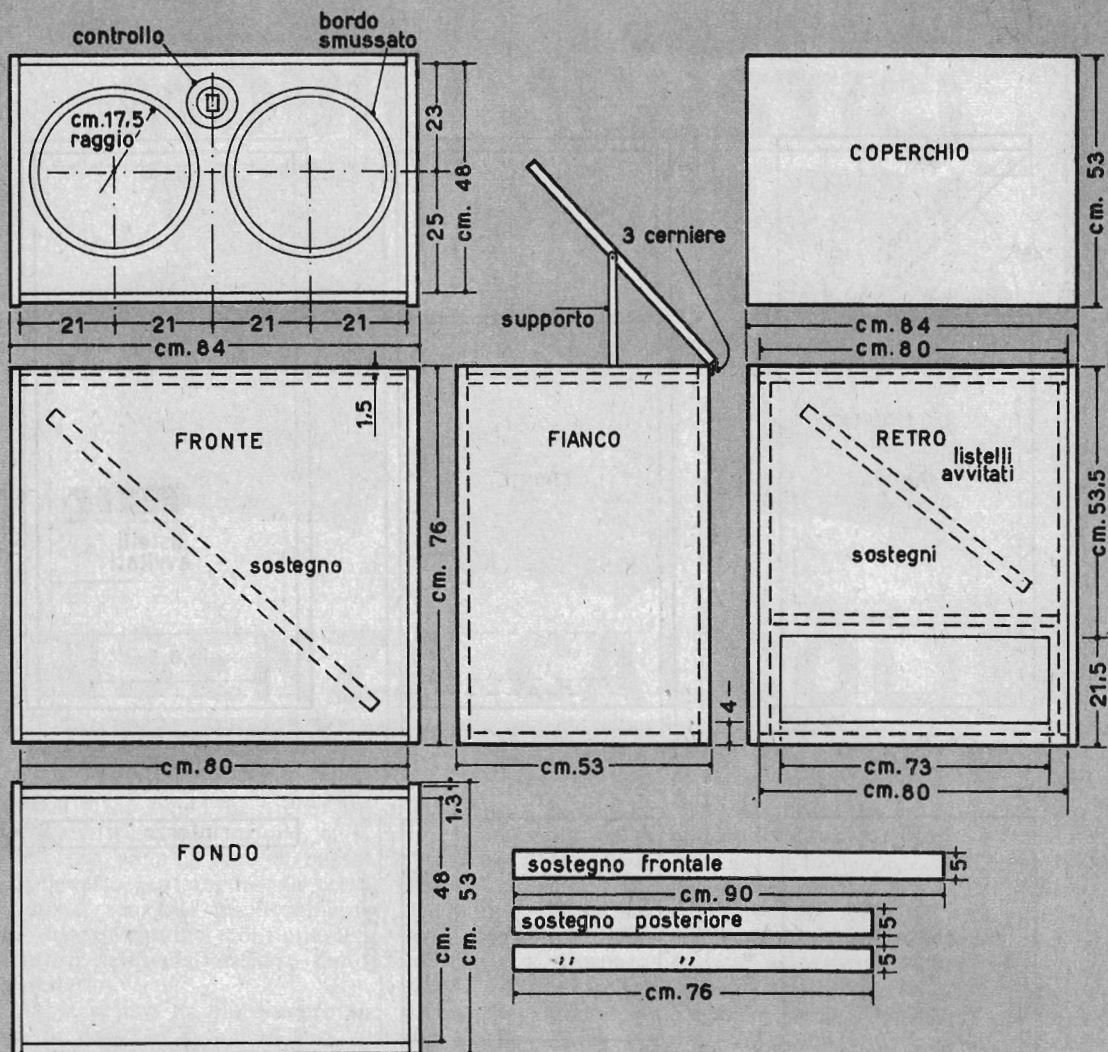 controllo
bordo
smussato
cm.17,5
raggio
23
25
cm. 48
21 21 21 21
cm. 84
3 cerniere
supporto
COPERCHIO
cm. 53
cm. 84
cm. 80
FRONTE
1,5
sostegno
cm. 76
cm. 80
FIANCO
4
cm.53
RETRO
listelli
avvitati
sostegni
cm.53,5
21,5
cm.73
cm.80
FONDO
1,3
cm. 48
cm. 53
sostegno frontale
5
cm. 90
sostegno posteriore
5
,, ,,
5
cm.76